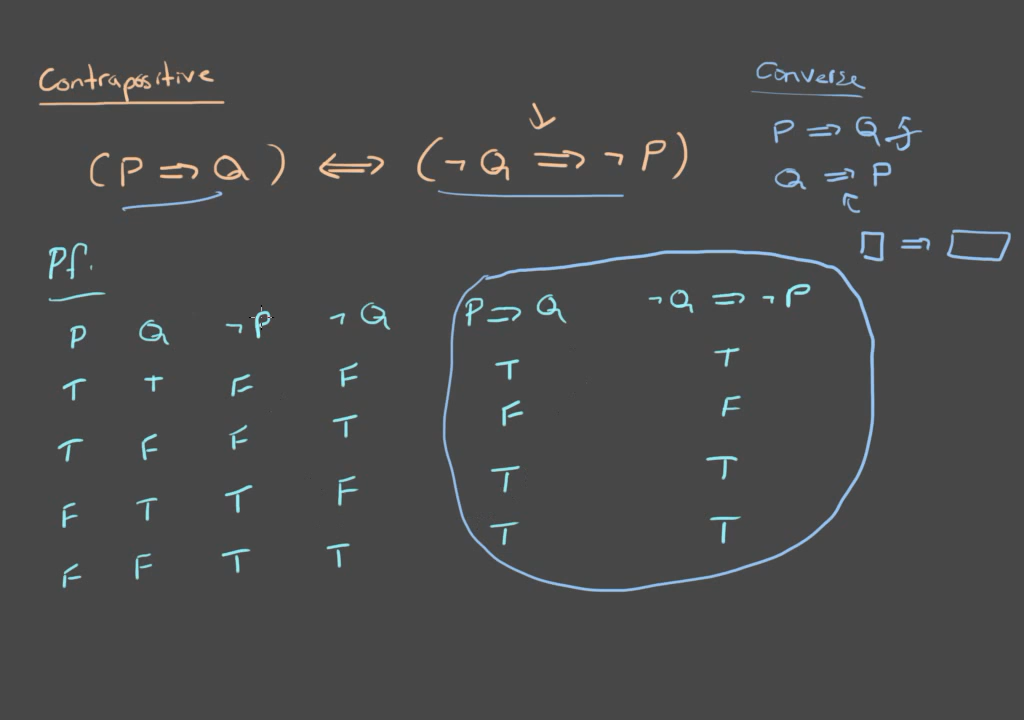 Contrapositive
(P ⇒ Q) ⟺ (¬Q ⇒ ¬P)
Converse
P ⇒ Q
Q ⇒ P
⇒
Pf.
P Q ¬P ¬Q P ⇒ Q ¬Q ⇒ ¬P
T T F F T T
T F F T F F
F T T F T T
F F T T T T